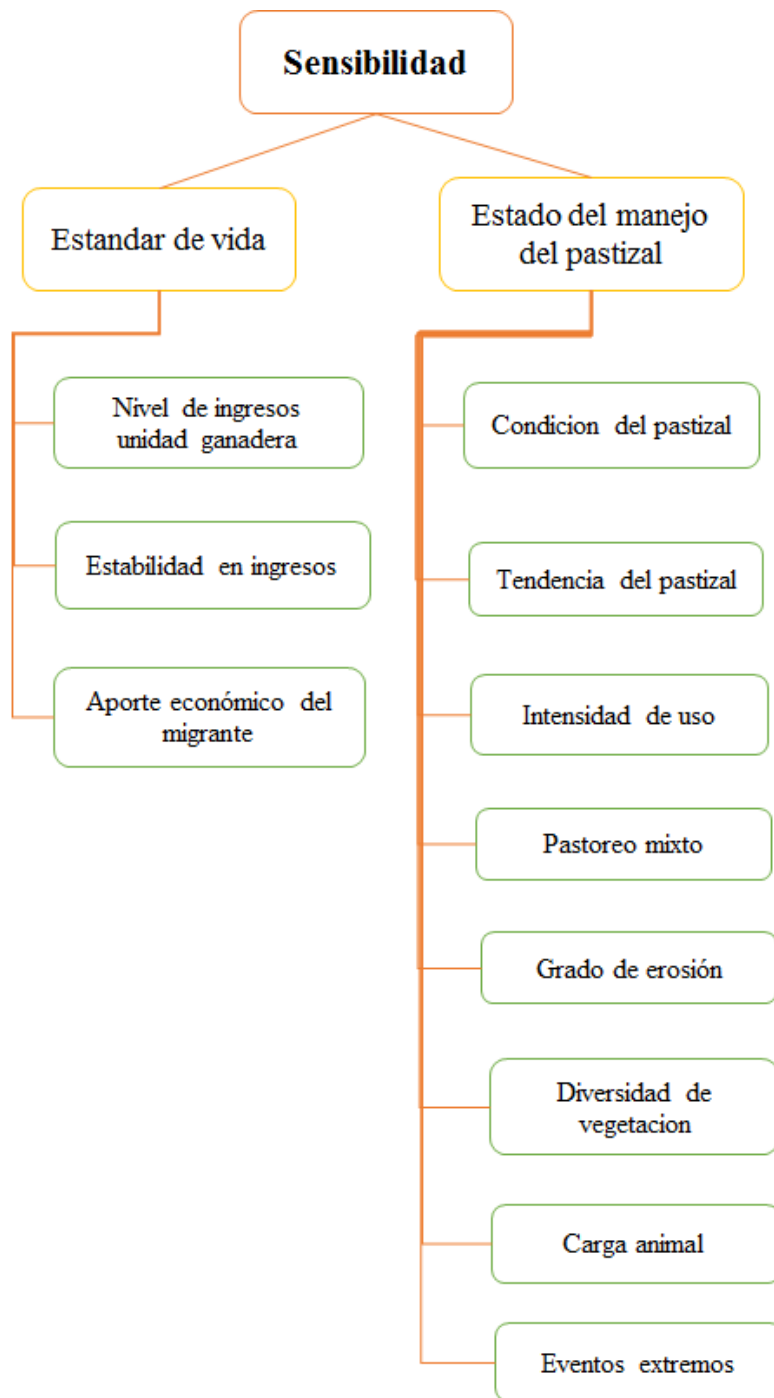 Sensibilidad
Estandar de vida
Nivel de ingresos
unidad ganadera
Estabilidad en ingresos
Aporte económico del
migrante
Estado del manejo
del pastizal
Condicion del pastizal
Tendencia del pastizal
Intensidad de uso
Pastoreo mixto
Grado de erosión
Diversidad de
vegetacion
Carga animal
Eventos extremos